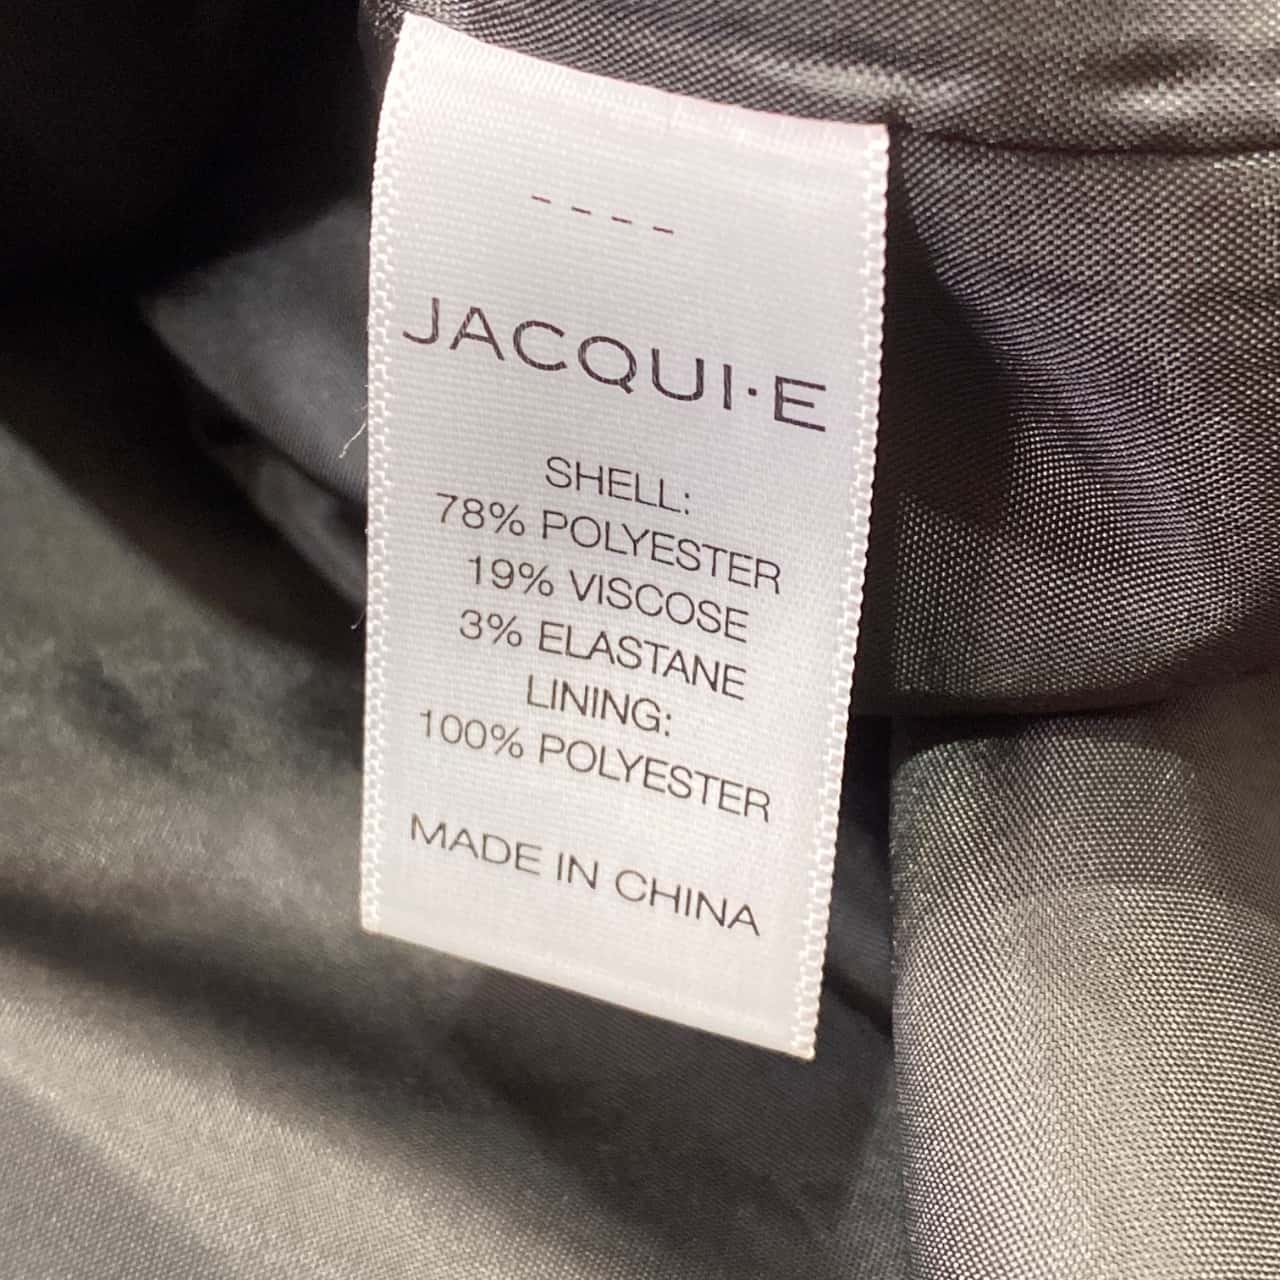 ----
JACQUI·E
SHELL:
78% POLYESTER
19% VISCOSE
3% ELASTANE
LINING:
100% POLYESTER
MADE IN CHINA